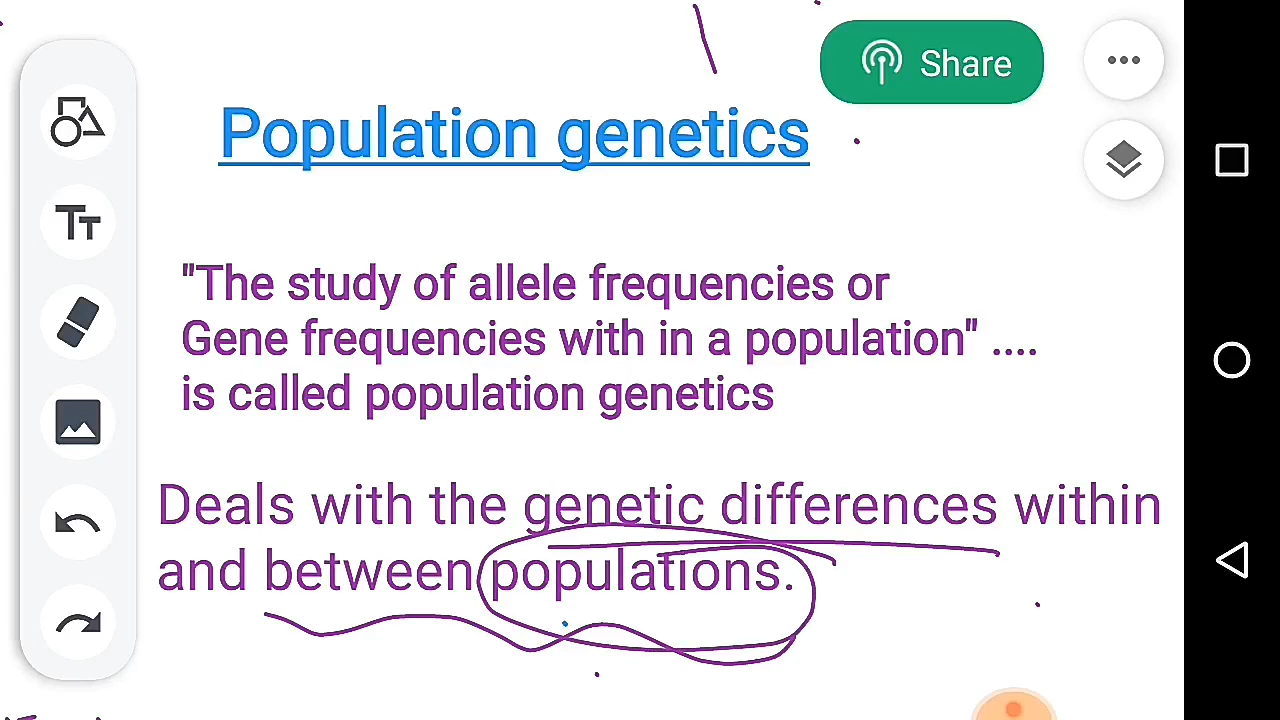 Share
Population genetics
"The study of allele frequencies or
Gene frequencies with in a population" ....
is called population genetics
Deals with the genetic differences within
and between populations.